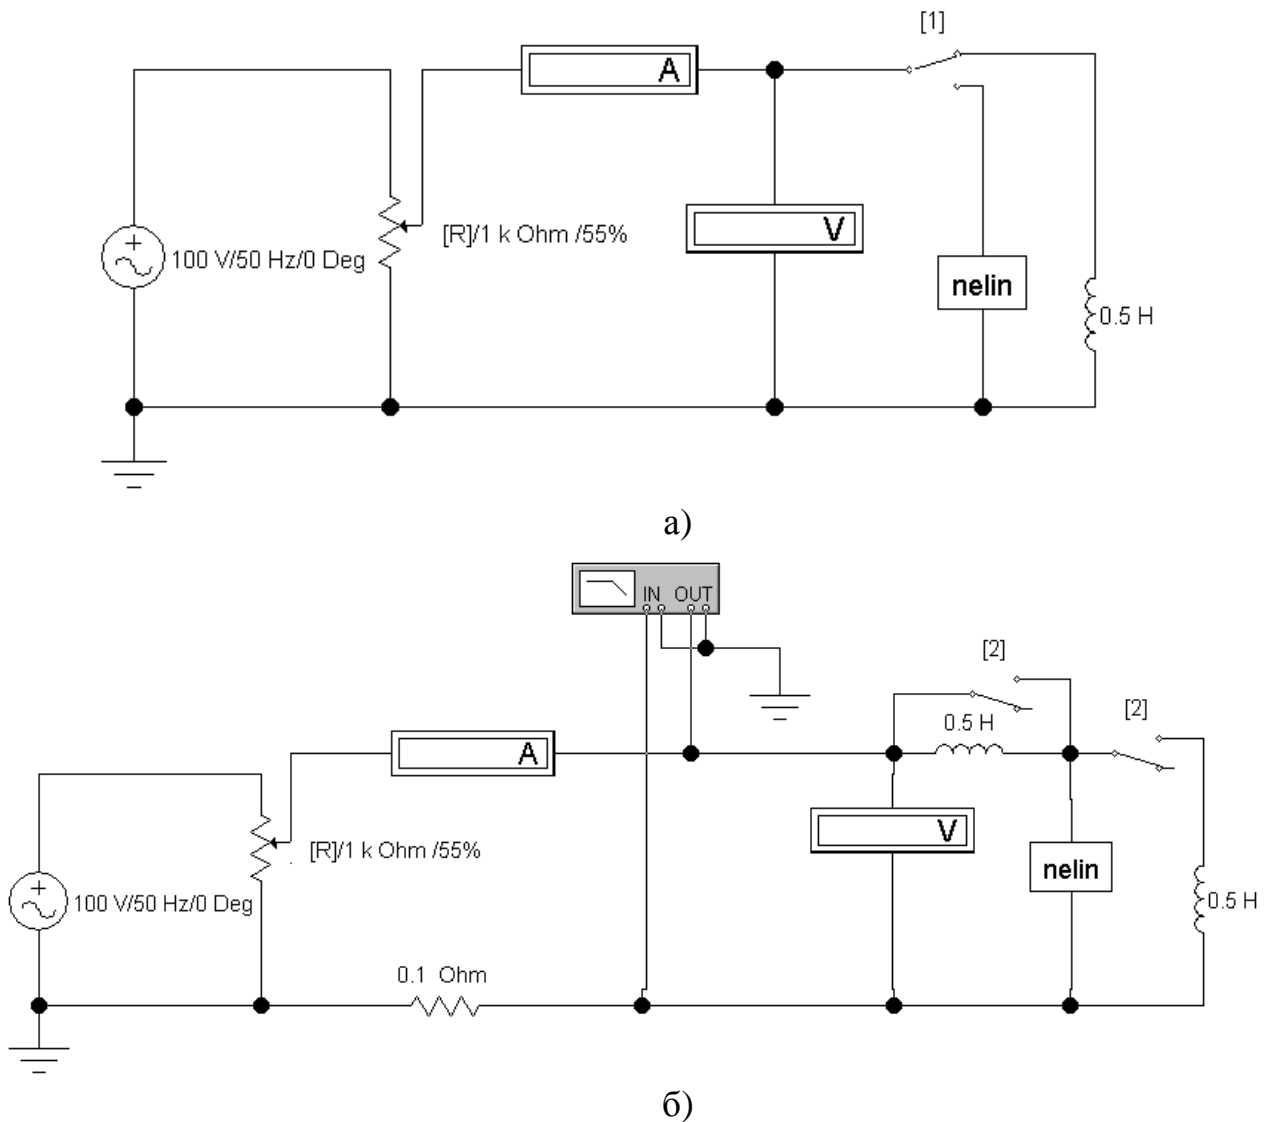 [1]
A
[R]/1 k Ohm /55%
V
100 V/50 Hz/0 Deg
nelin
0.5 H
а)
IN OUT
[2]
[2]
0.5 H
A
V
[R]/1 k Ohm /55%
nelin
100 V/50 Hz/0 Deg
0.5 H
0.1 Ohm
б)